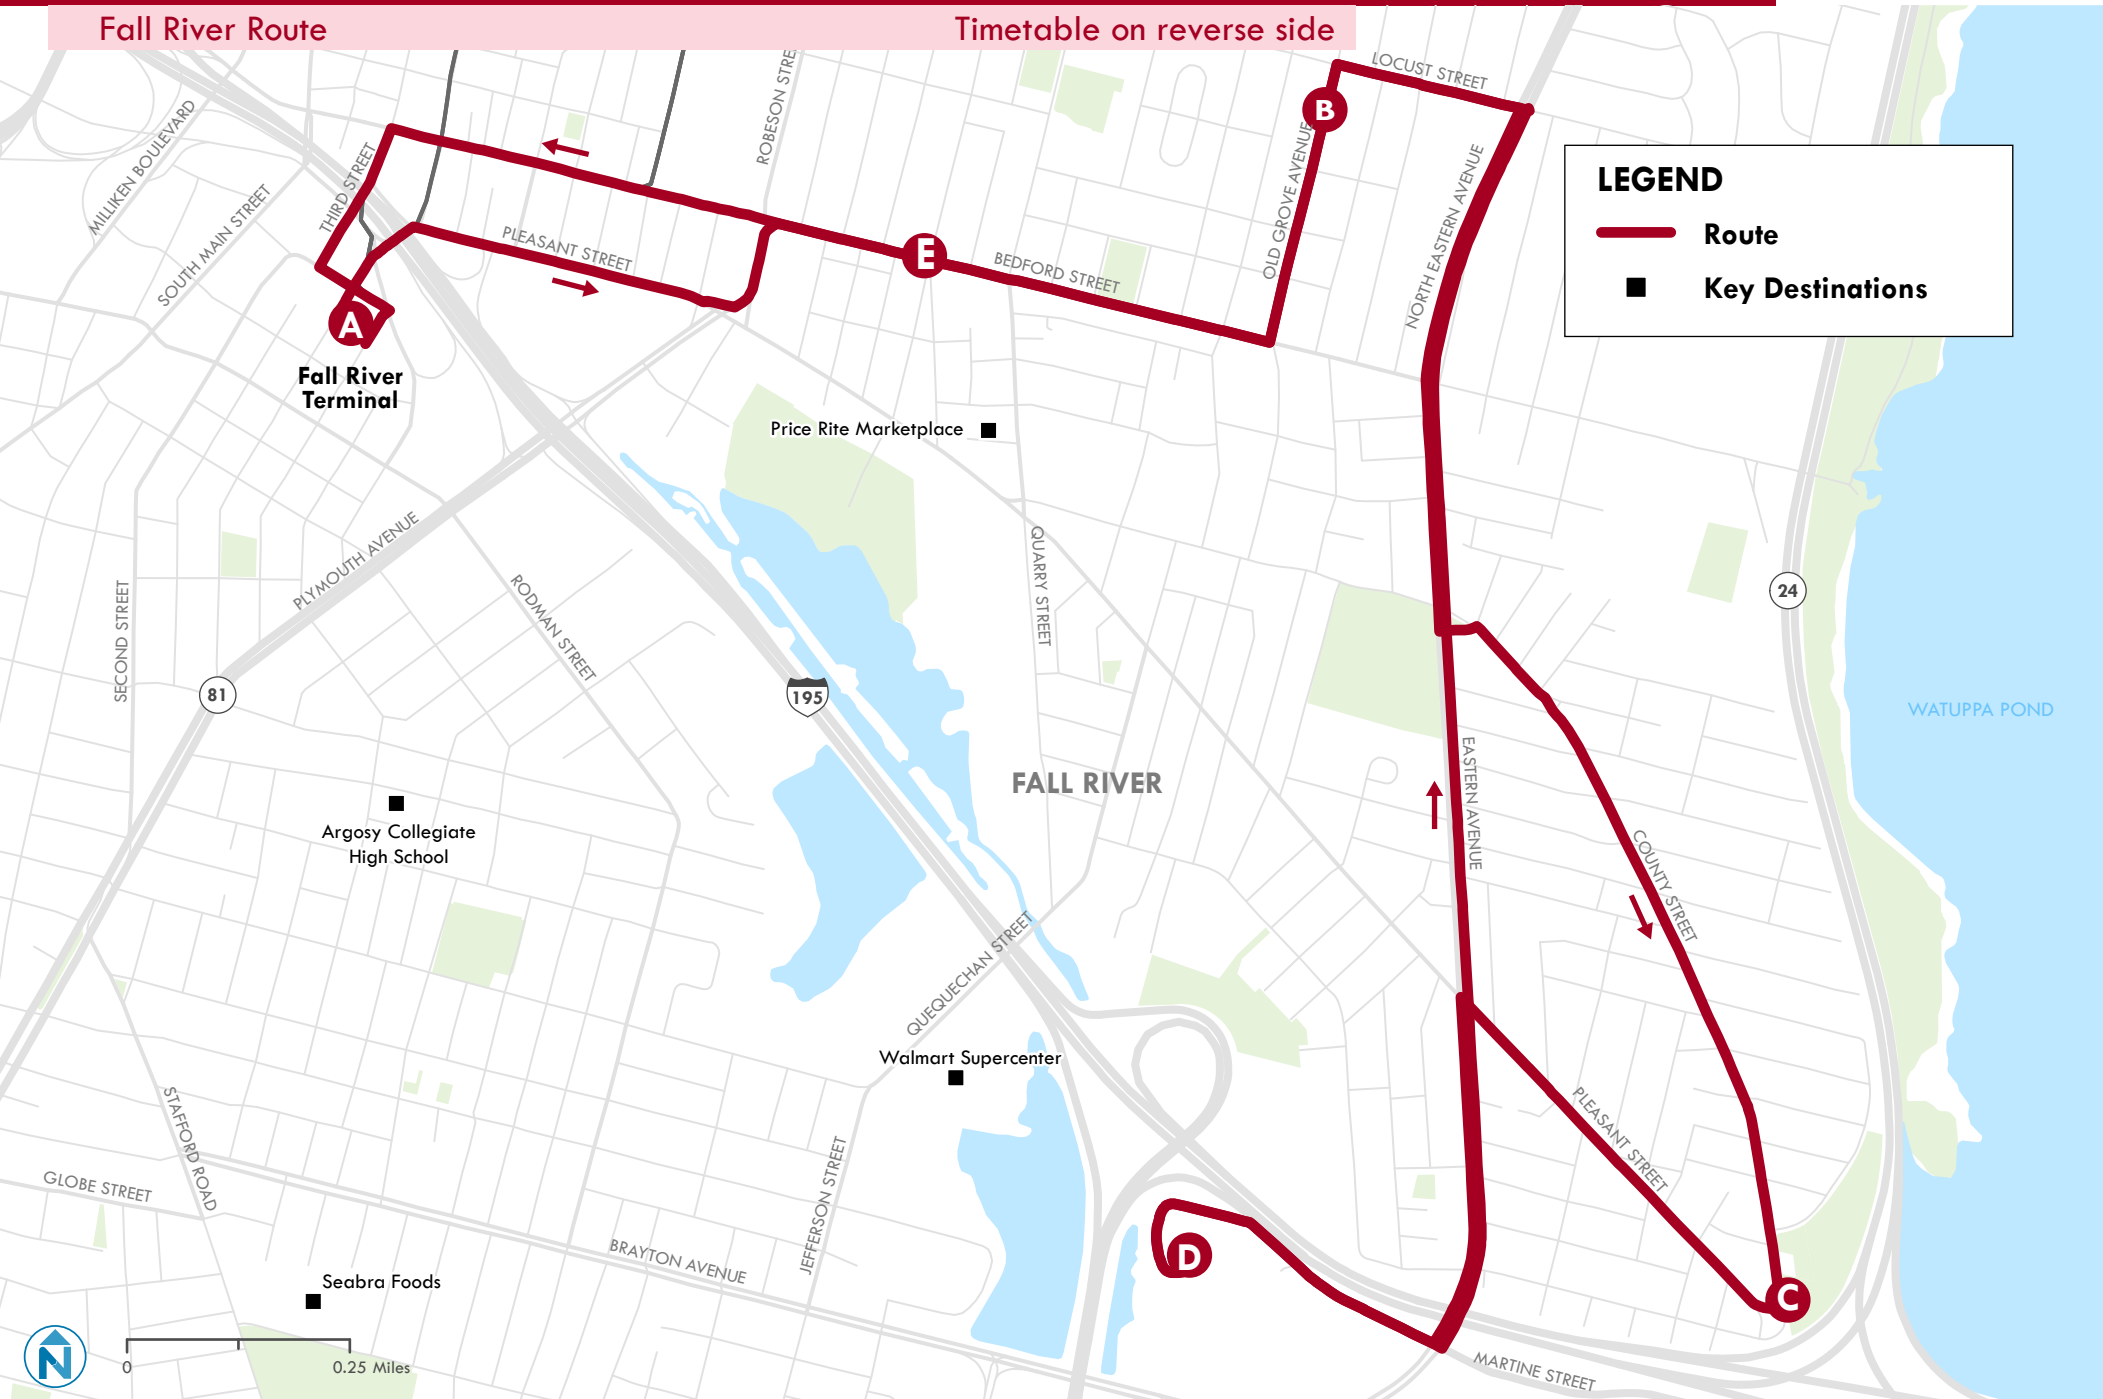 Fall River Route
Timetable on reverse side
LOCUST STREET
B
ROBESON STRE
MILLIKEN BOULEVARD
THIRD STREET
SOUTH MAIN STREET
OLD GROVE AVENUE
NORTH EASTERN AVENUE
LEGEND
Route
Key Destinations
PLEASANT STREET
E
BEDFORD STREET
A
Fall River
Terminal
Price Rite Marketplace
PLYMOUTH AVENUE
QUARRY STREET
RODMAN STREET
SECOND STREET
24
81
195
WATUPPA POND
FALL RIVER
EASTERN AVENUE
Argosy Collegiate
High School
COUNTY STREET
QUEQUECHAN STREET
Walmart Supercenter
PLEASANT STREET
STAFFORD ROAD
GLOBE STREET
JEFFERSON STREET
BRAYTON AVENUE
D
C
Seabra Foods
N
0
0.25 Miles
MARTINE STREET